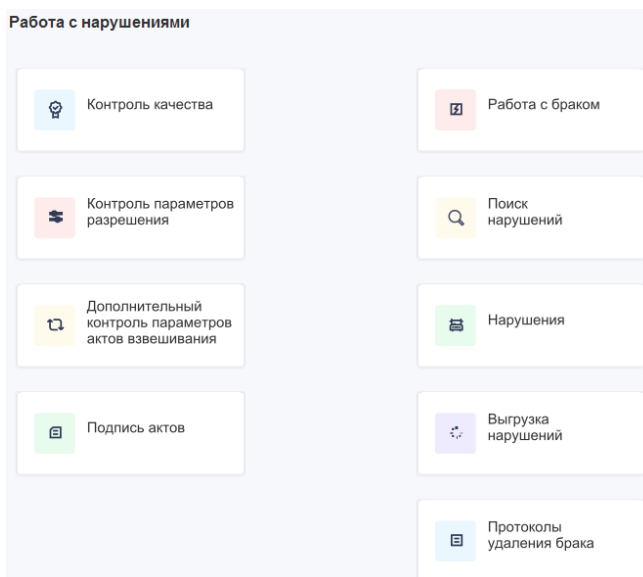 Работа с нарушениями
Контроль качества
Работа с браком
Контроль параметров
разрешения
Поиск
нарушений
Дополнительный
контроль параметров
актов взвешивания
Нарушения
Подпись актов
Выгрузка
нарушений
Протоколы
удаления брака